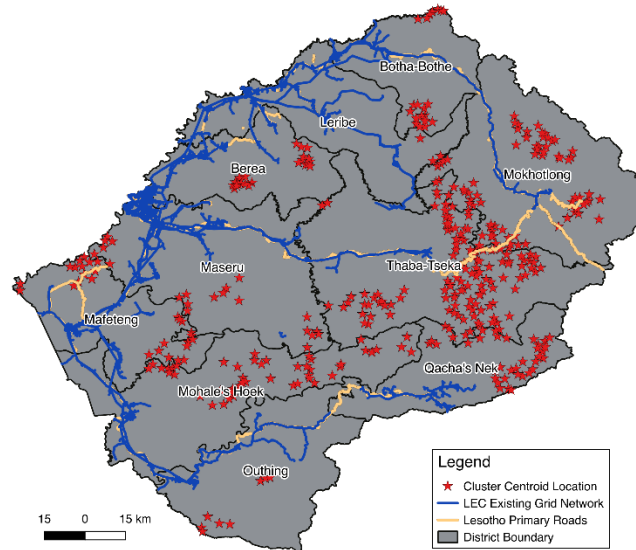 Botha-Bothe
Leribe
Berea
Mokhotlong
Maseru
Thaba-Tseka
Mafeteng
Qacha's Nek
Mohale's Hoek
Outhing
Legend
Cluster Centroid Location
LEC Existing Grid Network
Lesotho Primary Roads
District Boundary
15 0 15 km